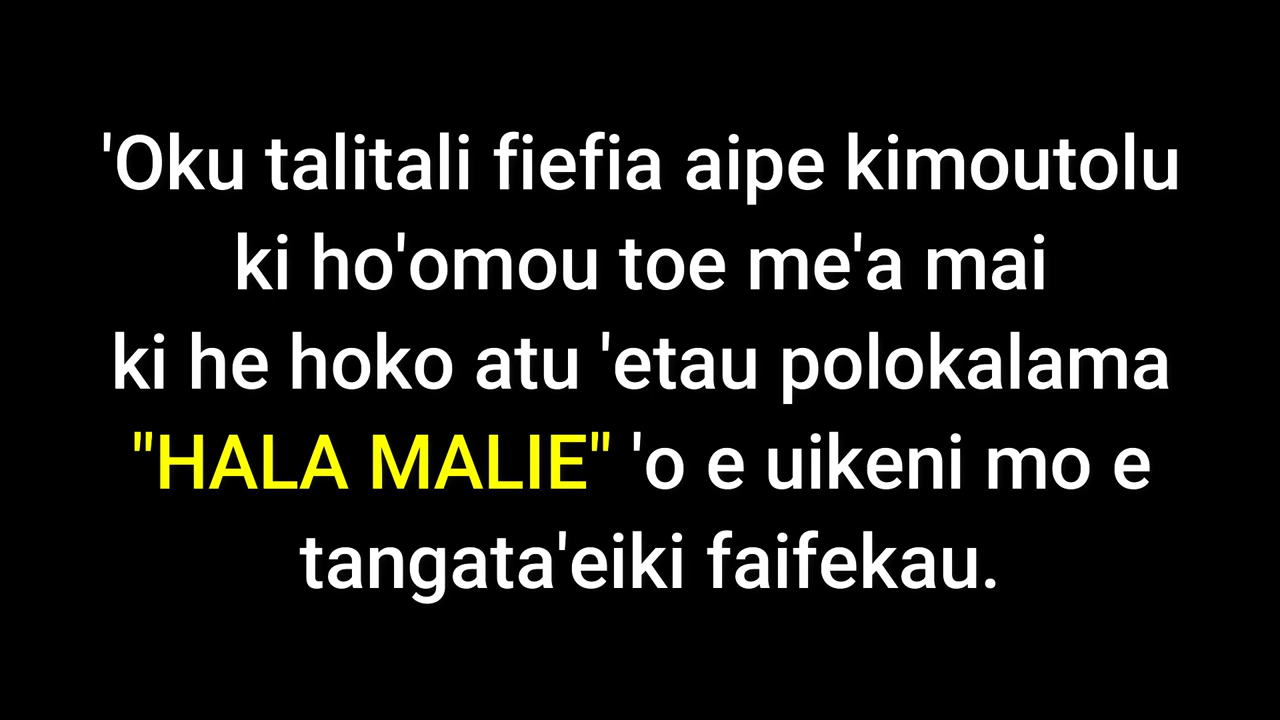 'Oku talitali fiefia aipe kimoutolu
ki ho'omou toe me'a mai
ki he hoko atu 'etau polokalama
"HALA MALIE" 'o e uikeni mo e
tangata'eiki faifekau.